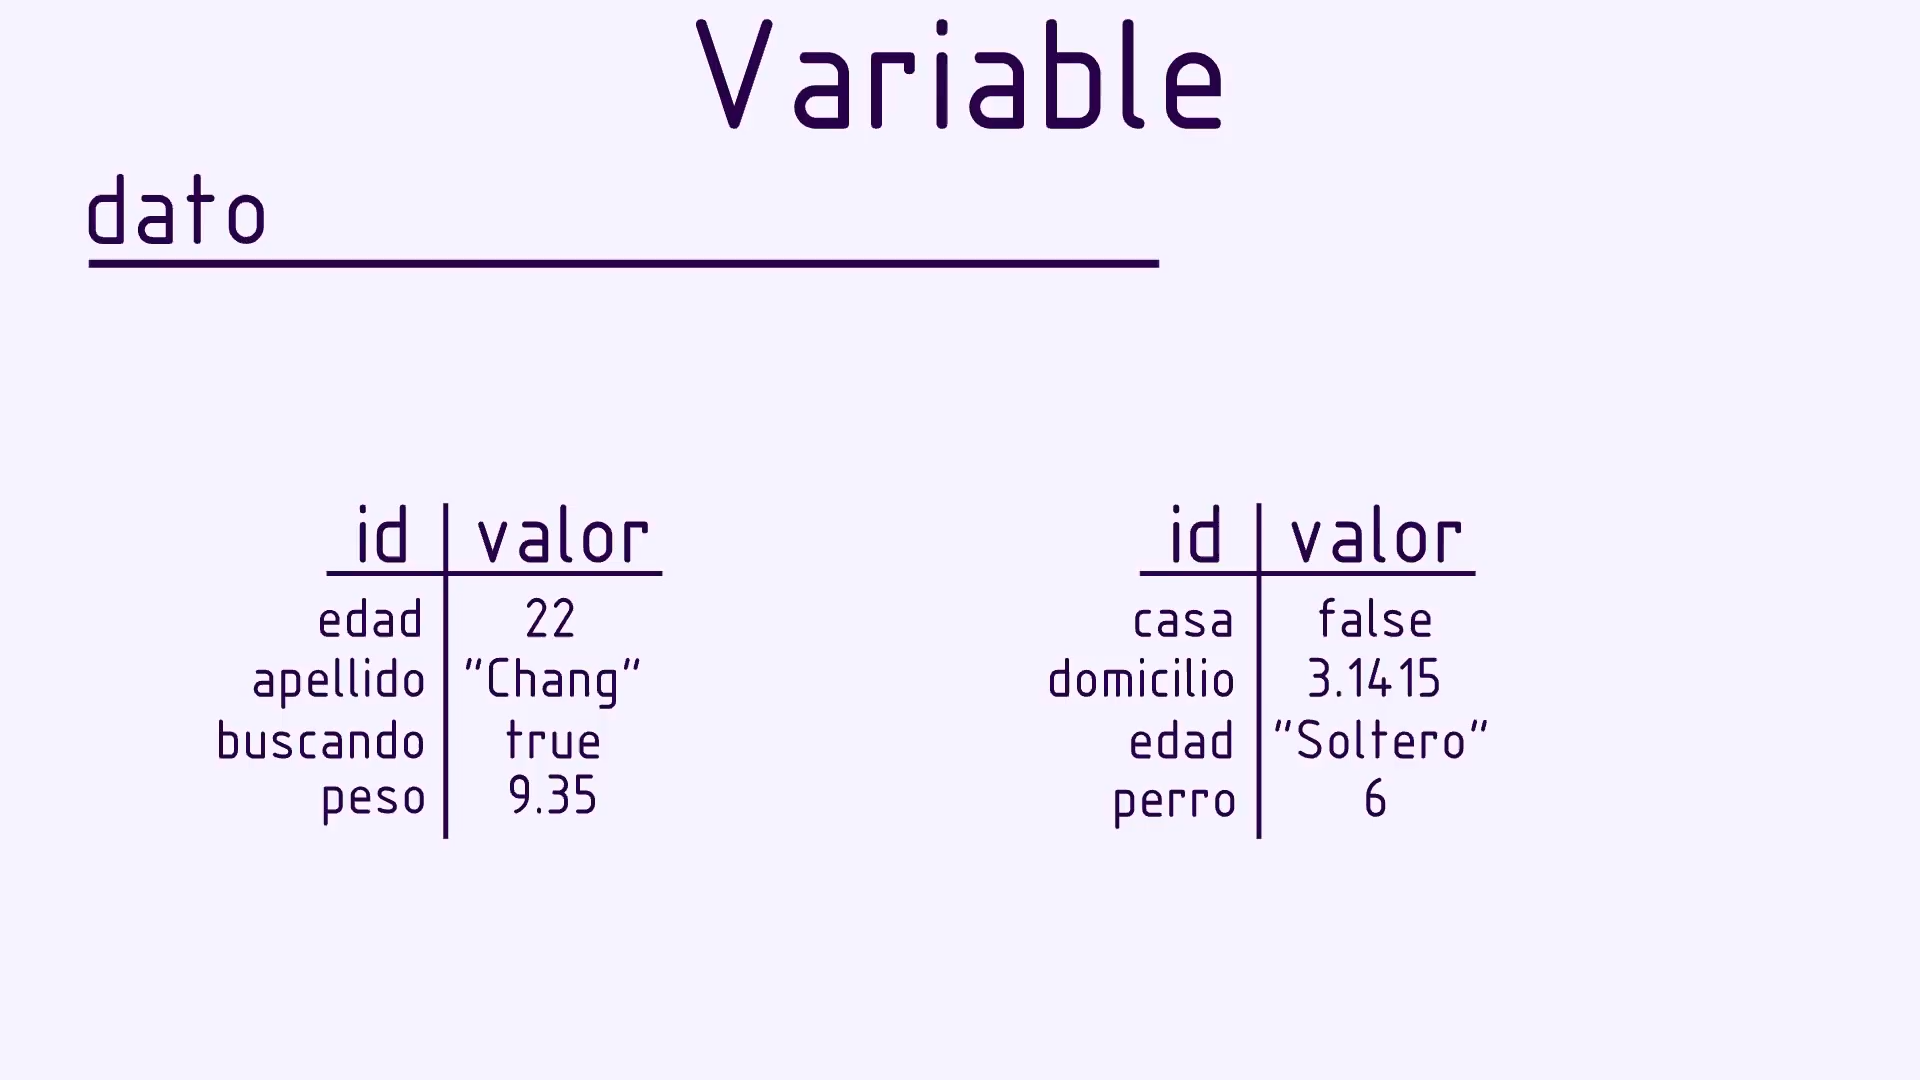 Variable
dato
id valor
edad 22
apellido "Chang"
buscando true
peso 9.35
id valor
casa false
domicilio 3.1415
edad "Soltero"
perro 6